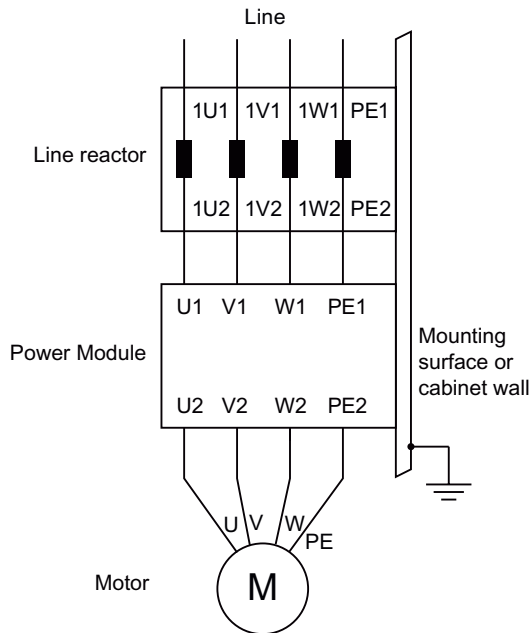 Line
1U1 1V1 1W1 PE1
Line reactor
1U2 1V2 1W2 PE2
U1 V1 W1 PE1
Power Module
Mounting
surface or
cabinet wall
U2 V2 W2 PE2
U V W
PE
Motor
M